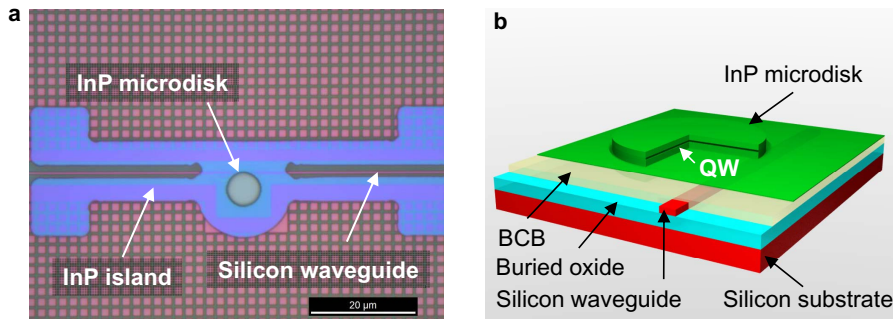 a
InP microdisk
InP island
Silicon waveguide
20 µm
b
InP microdisk
QW
BCB
Buried oxide
Silicon waveguide
Silicon substrate